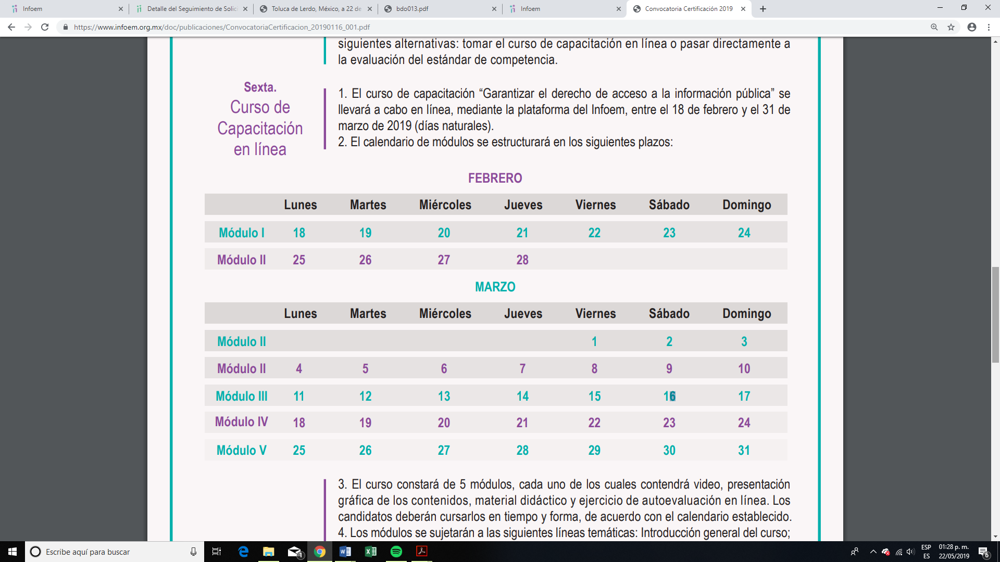 Infoem
Detalle del Seguimiento de Solici
Toluca de Lerdo, México, a 22 de
bdo013.pdf
Infoem
Convocatoria Certificación 2019
https://www.infoem.org.mx/doc/publicaciones/ConvocatoriaCertificacion_20190116_001.pdf
siguientes alternativas: tomar el curso de capacitación en línea o pasar directamente a
la evaluación del estándar de competencia.
Sexta.
Curso de
Capacitación
en línea
1. El curso de capacitación “Garantizar el derecho de acceso a la información pública” se
llevará a cabo en línea, mediante la plataforma del Infoem, entre el 18 de febrero y el 31 de
marzo de 2019 (días naturales).
2. El calendario de módulos se estructurará en los siguientes plazos:
FEBRERO
Lunes Martes Miércoles Jueves Viernes Sábado Domingo
Módulo I 18 19 20 21 22 23 24
Módulo II 25 26 27 28
MARZO
Lunes Martes Miércoles Jueves Viernes Sábado Domingo
Módulo II 1 2 3
Módulo II 4 5 6 7 8 9 10
Módulo III 11 12 13 14 15 16 17
Módulo IV 18 19 20 21 22 23 24
Módulo V 25 26 27 28 29 30 31
3. El curso constará de 5 módulos, cada uno de los cuales contendrá video, presentación
gráfica de los contenidos, material didáctico y ejercicio de autoevaluación en línea. Los
candidatos deberán cursarlos en tiempo y forma, de acuerdo con el calendario establecido.
4. Los módulos se sujetarán a las siguientes líneas temáticas: Introducción general del curso;
Escribe aquí para buscar
1
ESP
ES
01:28 p. m.
22/05/2019
6